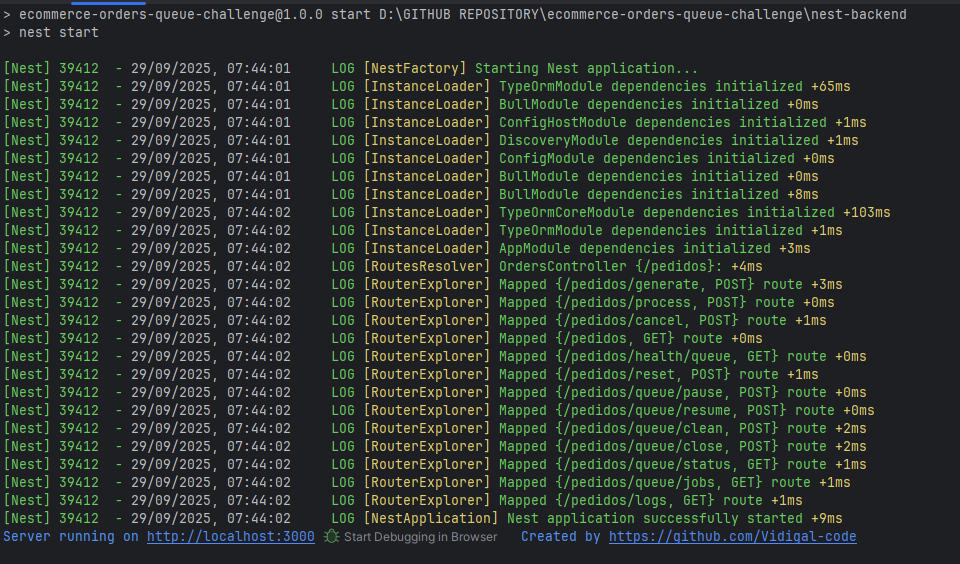 > ecommerce-orders-queue-challenge@1.0.0 start D:\GITHUB REPOSITORY\ecommerce-orders-queue-challenge\nest-backend
> nest start
[Nest] 39412  - 29/09/2025, 07:44:01     LOG [NestFactory] Starting Nest application...
[Nest] 39412  - 29/09/2025, 07:44:01     LOG [InstanceLoader] TypeOrmModule dependencies initialized +65ms
[Nest] 39412  - 29/09/2025, 07:44:01     LOG [InstanceLoader] BullModule dependencies initialized +0ms
[Nest] 39412  - 29/09/2025, 07:44:01     LOG [InstanceLoader] ConfigHostModule dependencies initialized +1ms
[Nest] 39412  - 29/09/2025, 07:44:01     LOG [InstanceLoader] DiscoveryModule dependencies initialized +1ms
[Nest] 39412  - 29/09/2025, 07:44:01     LOG [InstanceLoader] ConfigModule dependencies initialized +0ms
[Nest] 39412  - 29/09/2025, 07:44:01     LOG [InstanceLoader] BullModule dependencies initialized +0ms
[Nest] 39412  - 29/09/2025, 07:44:01     LOG [InstanceLoader] BullModule dependencies initialized +8ms
[Nest] 39412  - 29/09/2025, 07:44:02     LOG [InstanceLoader] TypeOrmCoreModule dependencies initialized +103ms
[Nest] 39412  - 29/09/2025, 07:44:02     LOG [InstanceLoader] TypeOrmModule dependencies initialized +1ms
[Nest] 39412  - 29/09/2025, 07:44:02     LOG [InstanceLoader] AppModule dependencies initialized +3ms
[Nest] 39412  - 29/09/2025, 07:44:02     LOG [RoutesResolver] OrdersController {/pedidos}: +4ms
[Nest] 39412  - 29/09/2025, 07:44:02     LOG [RouterExplorer] Mapped {/pedidos/generate, POST} route +3ms
[Nest] 39412  - 29/09/2025, 07:44:02     LOG [RouterExplorer] Mapped {/pedidos/process, POST} route +0ms
[Nest] 39412  - 29/09/2025, 07:44:02     LOG [RouterExplorer] Mapped {/pedidos/cancel, POST} route +1ms
[Nest] 39412  - 29/09/2025, 07:44:02     LOG [RouterExplorer] Mapped {/pedidos, GET} route +0ms
[Nest] 39412  - 29/09/2025, 07:44:02     LOG [RouterExplorer] Mapped {/pedidos/health/queue, GET} route +0ms
[Nest] 39412  - 29/09/2025, 07:44:02     LOG [RouterExplorer] Mapped {/pedidos/reset, POST} route +1ms
[Nest] 39412  - 29/09/2025, 07:44:02     LOG [RouterExplorer] Mapped {/pedidos/queue/pause, POST} route +0ms
[Nest] 39412  - 29/09/2025, 07:44:02     LOG [RouterExplorer] Mapped {/pedidos/queue/resume, POST} route +0ms
[Nest] 39412  - 29/09/2025, 07:44:02     LOG [RouterExplorer] Mapped {/pedidos/queue/clean, POST} route +2ms
[Nest] 39412  - 29/09/2025, 07:44:02     LOG [RouterExplorer] Mapped {/pedidos/queue/close, POST} route +2ms
[Nest] 39412  - 29/09/2025, 07:44:02     LOG [RouterExplorer] Mapped {/pedidos/queue/status, GET} route +1ms
[Nest] 39412  - 29/09/2025, 07:44:02     LOG [RouterExplorer] Mapped {/pedidos/queue/jobs, GET} route +1ms
[Nest] 39412  - 29/09/2025, 07:44:02     LOG [RouterExplorer] Mapped {/pedidos/logs, GET} route +1ms
[Nest] 39412  - 29/09/2025, 07:44:02     LOG [NestApplication] Nest application successfully started +9ms
Server running on http://localhost:3000 Start Debugging in Browser   Created by https://github.com/Vidigal-code